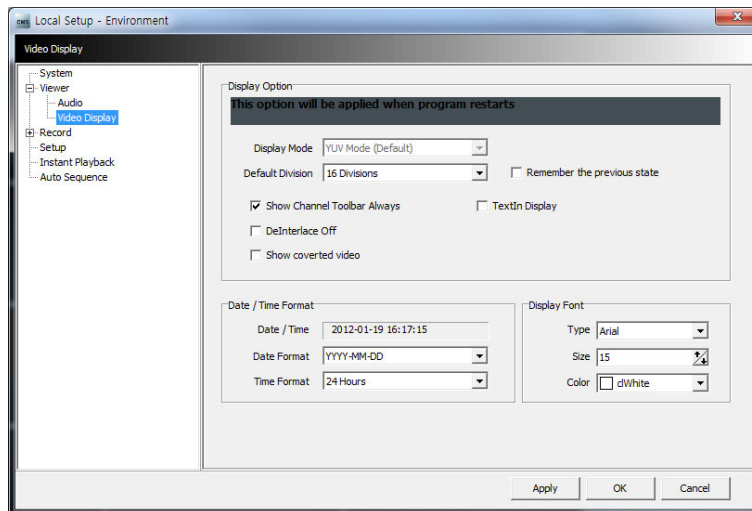 CMS Local Setup - Environment
Video Display
System
Viewer
Audio
Video Display
Record
Setup
Instant Playback
Auto Sequence
Display Option
This option will be applied when program restarts
Display Mode YUV Mode (Default)
Default Division 16 Divisions Remember the previous state
Show Channel Toolbar Always TextIn Display
DeInterlace Off
Show coverted video
Date / Time Format
Date / Time 2012-01-19 16:17:15
Date Format YYYY-MM-DD
Time Format 24 Hours
Display Font
Type Arial
Size 15
Color clWhite
Apply OK Cancel